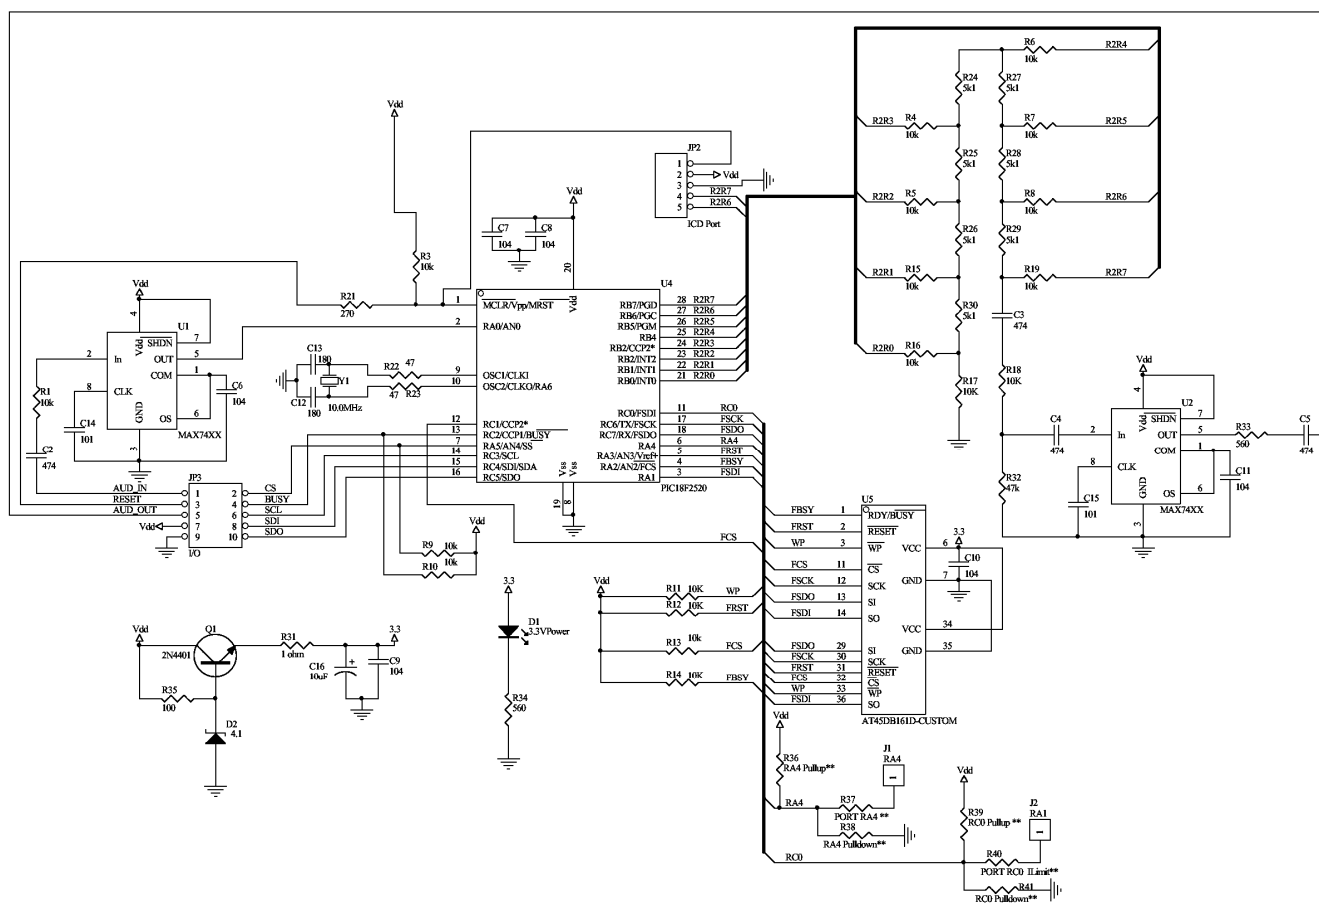 R6
10k
R2R4
R24
5k1
R27
5k1
Vdd
R2R3
R4
10k
R7
10k
R2R5
JP2
1
2
3
4
5
Vdd
R2R7
R2R6
ICD Port
R25
5k1
R28
5k1
R2R2
R5
10k
R8
10k
R2R6
Vdd
C7
104
C8
104
R26
5k1
R29
5k1
R3
10k
20
R2R1
R15
10k
R19
10k
R2R7
Vdd
4
R21
270
1
2
U4
MCLR/Vpp/MRST
Vdd
RA0/AN0
RB7/PGD
RB6/PGC
RB5/PGM
RB4
RB2/CCP2*
RB2/INT2
RB1/INT1
RB0/INT0
28 R2R7
27 R2R6
26 R2R5
25 R2R4
24 R2R3
23 R2R2
22 R2R1
21 R2R0
R30
5k1
C3
474
U1
Vdd
SHDN
7
2
In
OUT
5
COM
1
8
CLK
GND
OS
6
3
MAX74XX
R1
10k
C14
101
C6
104
C2
474
C13
180
Y1
C12
180
10.0MHz
R22
47
47
R23
9
10
OSC1/CLKI
OSC2/CLKO/RA6
R2R0
R16
10k
R17
10K
R18
10K
Vdd
4
U2
Vdd
SHDN
7
C4
474
2
In
OUT
5
R33
560
C5
474
COM
1
8
CLK
GND
OS
6
3
MAX74XX
C11
104
C15
101
R32
47k
12
13
7
14
15
16
RC1/CCP2*
RC2/CCP1/BUSY
RA5/AN4/SS
RC3/SCL
RC4/SDI/SDA
RC5/SDO
Vss
Vss
19
8
RC0/FSDI
RC6/TX/FSCK
RC7/RX/FSDO
RA4
RA3/AN3/Vref+
RA2/AN2/FCS
RA1
11 RC0
17 FSCK
18 FSDO
6 RA4
5 FRST
4 FBSY
3 FSDI
PIC18F2520
JP3
AUD_IN
RESET
AUD_OUT
Vdd
1
3
5
7
9
2
4
6
8
10
CS
BUSY
SCL
SDI
SDO
I/O
Vdd
R9
10k
10k
R10
FCS
U5
FBSY 1 RDY/BUSY
FRST 2 RESET
WP 3 WP
FCS 11 CS
FSCK 12 SCK
FSDO 13 SI
FSDI 14 SO
FSDO 29 SI
FSCK 30 SCK
FRST 31 RESET
FCS 32 CS
WP 33 WP
FSDI 36 SO
VCC 6
GND 7
VCC 34
GND 35
3.3
C10
104
AT45DB161D-CUSTOM
Vdd
R11 10K WP
R12 10K FRST
R13 10k FCS
R14 10K FBSY
3.3
D1
3.3VPower
R34
560
Vdd
Q1
2N4401
R31
1 ohm
3.3
C16
+
10uF
C9
104
R35
100
D2
4.1
Vdd
R36
RA4 Pullup**
J1
RA4
1
RA4
R37
PORT RA4 **
R38
RA4 Pulldown**
Vdd
R39
RC0 Pullup **
J2
RA1
1
RC0
R40
PORT RC0 ILimit**
R41
RC0 Pulldown**